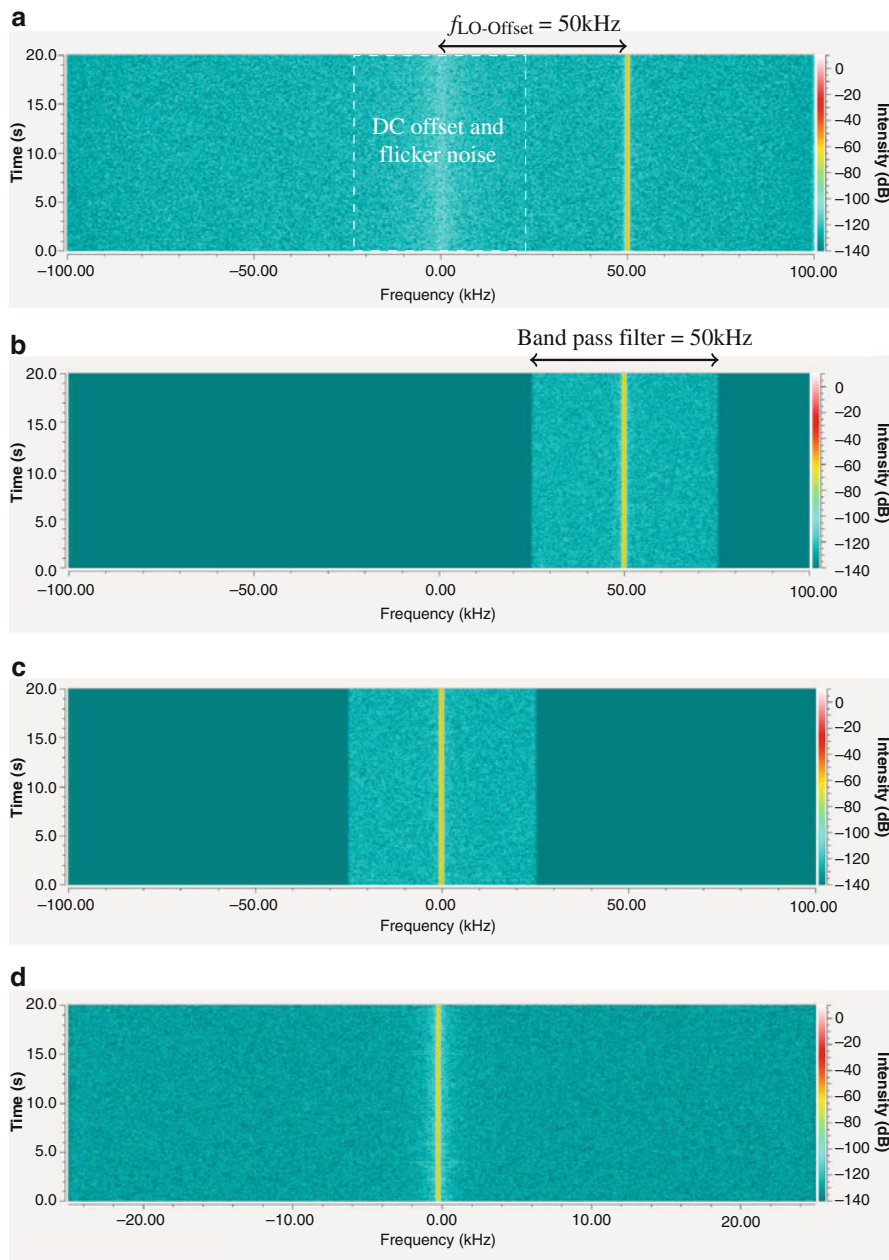 a
fLO-Offset = 50kHz
20.0
15.0
10.0
5.0
0.0
Time (s)
DC offset and
flicker noise
−100.00 −50.00 0.00 50.00 100.00
Frequency (kHz)
0
−20
−40
−60
−80
−100
−120
−140
Intensity (dB)
b
Band pass filter = 50kHz
20.0
15.0
10.0
5.0
0.0
Time (s)
−100.00 −50.00 0.00 50.00 100.00
Frequency (kHz)
0
−20
−40
−60
−80
−100
−120
−140
Intensity (dB)
c
20.0
15.0
10.0
5.0
0.0
Time (s)
−100.00 −50.00 0.00 50.00 100.00
Frequency (kHz)
0
−20
−40
−60
−80
−100
−120
−140
Intensity (dB)
d
20.0
15.0
10.0
5.0
0.0
Time (s)
−20.00 −10.00 0.00 10.00 20.00
Frequency (kHz)
0
−20
−40
−60
−80
−100
−120
−140
Intensity (dB)